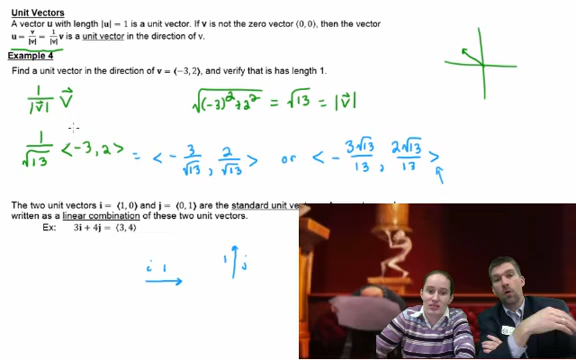 Unit Vectors
A vector u with length |u| = 1 is a unit vector. If v is not the zero vector ⟨0, 0⟩, then the vector
u = v/|v| = 1/|v| v is a unit vector in the direction of v.
Example 4
Find a unit vector in the direction of v = ⟨−3, 2⟩, and verify that is has length 1.
1/|v⃗| v⃗ √((-3)²+2²) = √13 = |v⃗|
1/√13 <-3, 2> = <-3/√13, 2/√13> or <-3√13/13, 2√13/13>
The two unit vectors i = ⟨1, 0⟩ and j = ⟨0, 1⟩ are the standard unit
written as a linear combination of these two unit vectors.
Ex: 3i + 4j = ⟨3, 4⟩
i 1 1 j